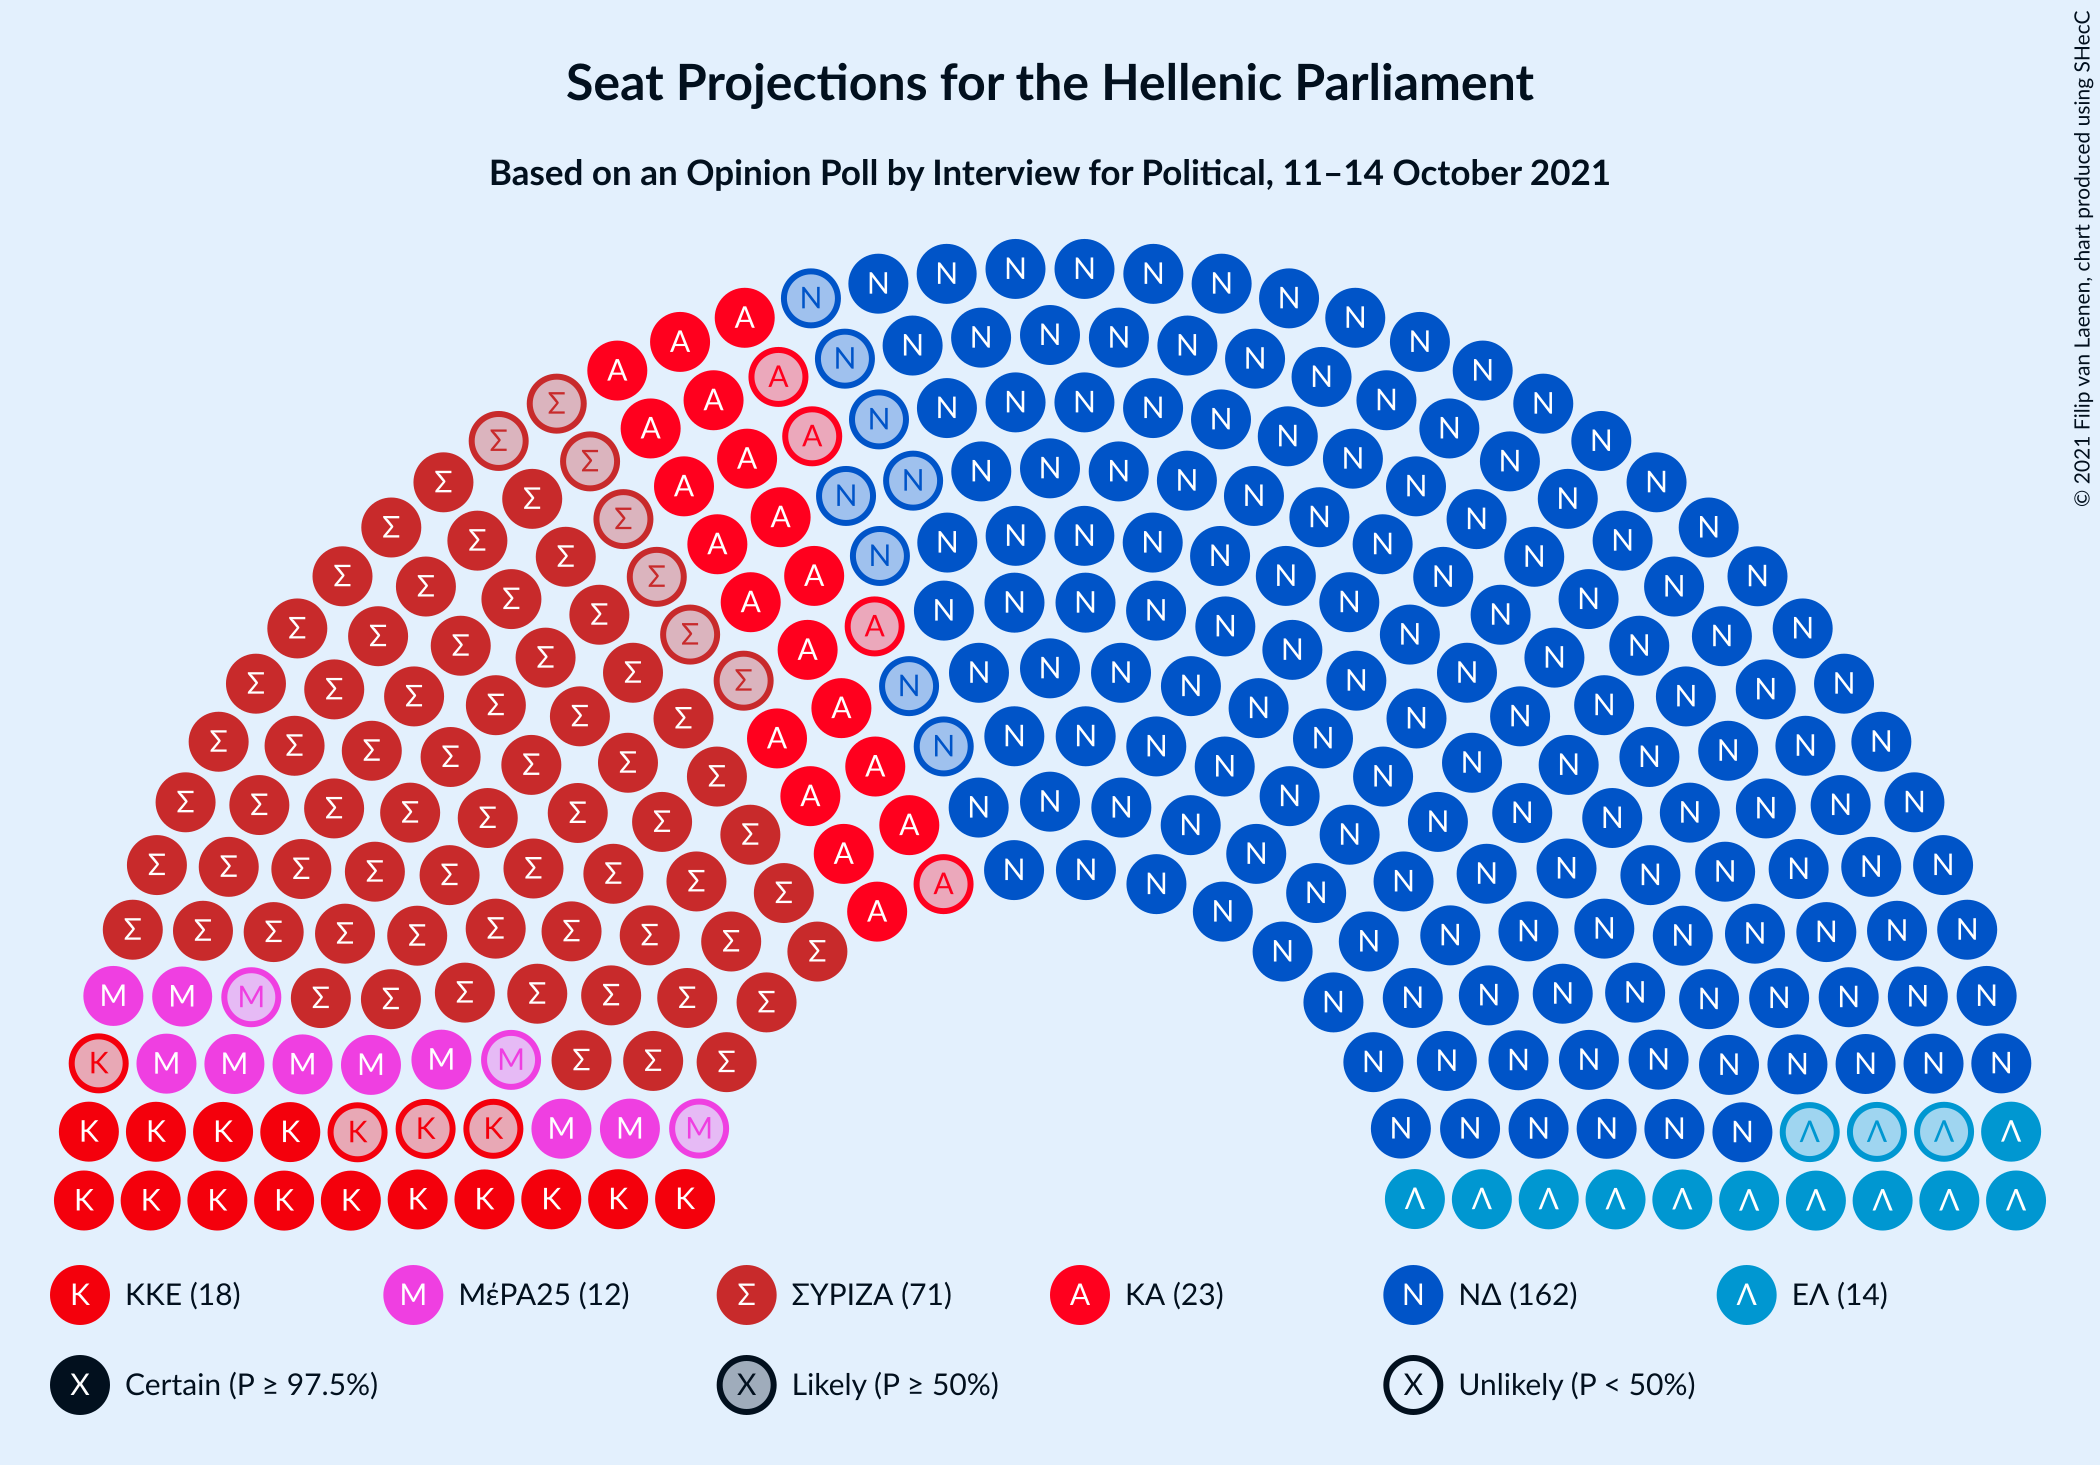 Seat Projections for the Hellenic Parliament
Based on an Opinion Poll by Interview for Political, 11–14 October 2021
© 2021 Filip van Laenen, chart produced using SHecC
K ΚΚΕ (18) M ΜέΡΑ25 (12) Σ ΣΥΡΙΖΑ (71) A ΚΑ (23) N ΝΔ (162) Λ ΕΛ (14)
X Certain (P ≥ 97.5%) X Likely (P ≥ 50%) X Unlikely (P < 50%)